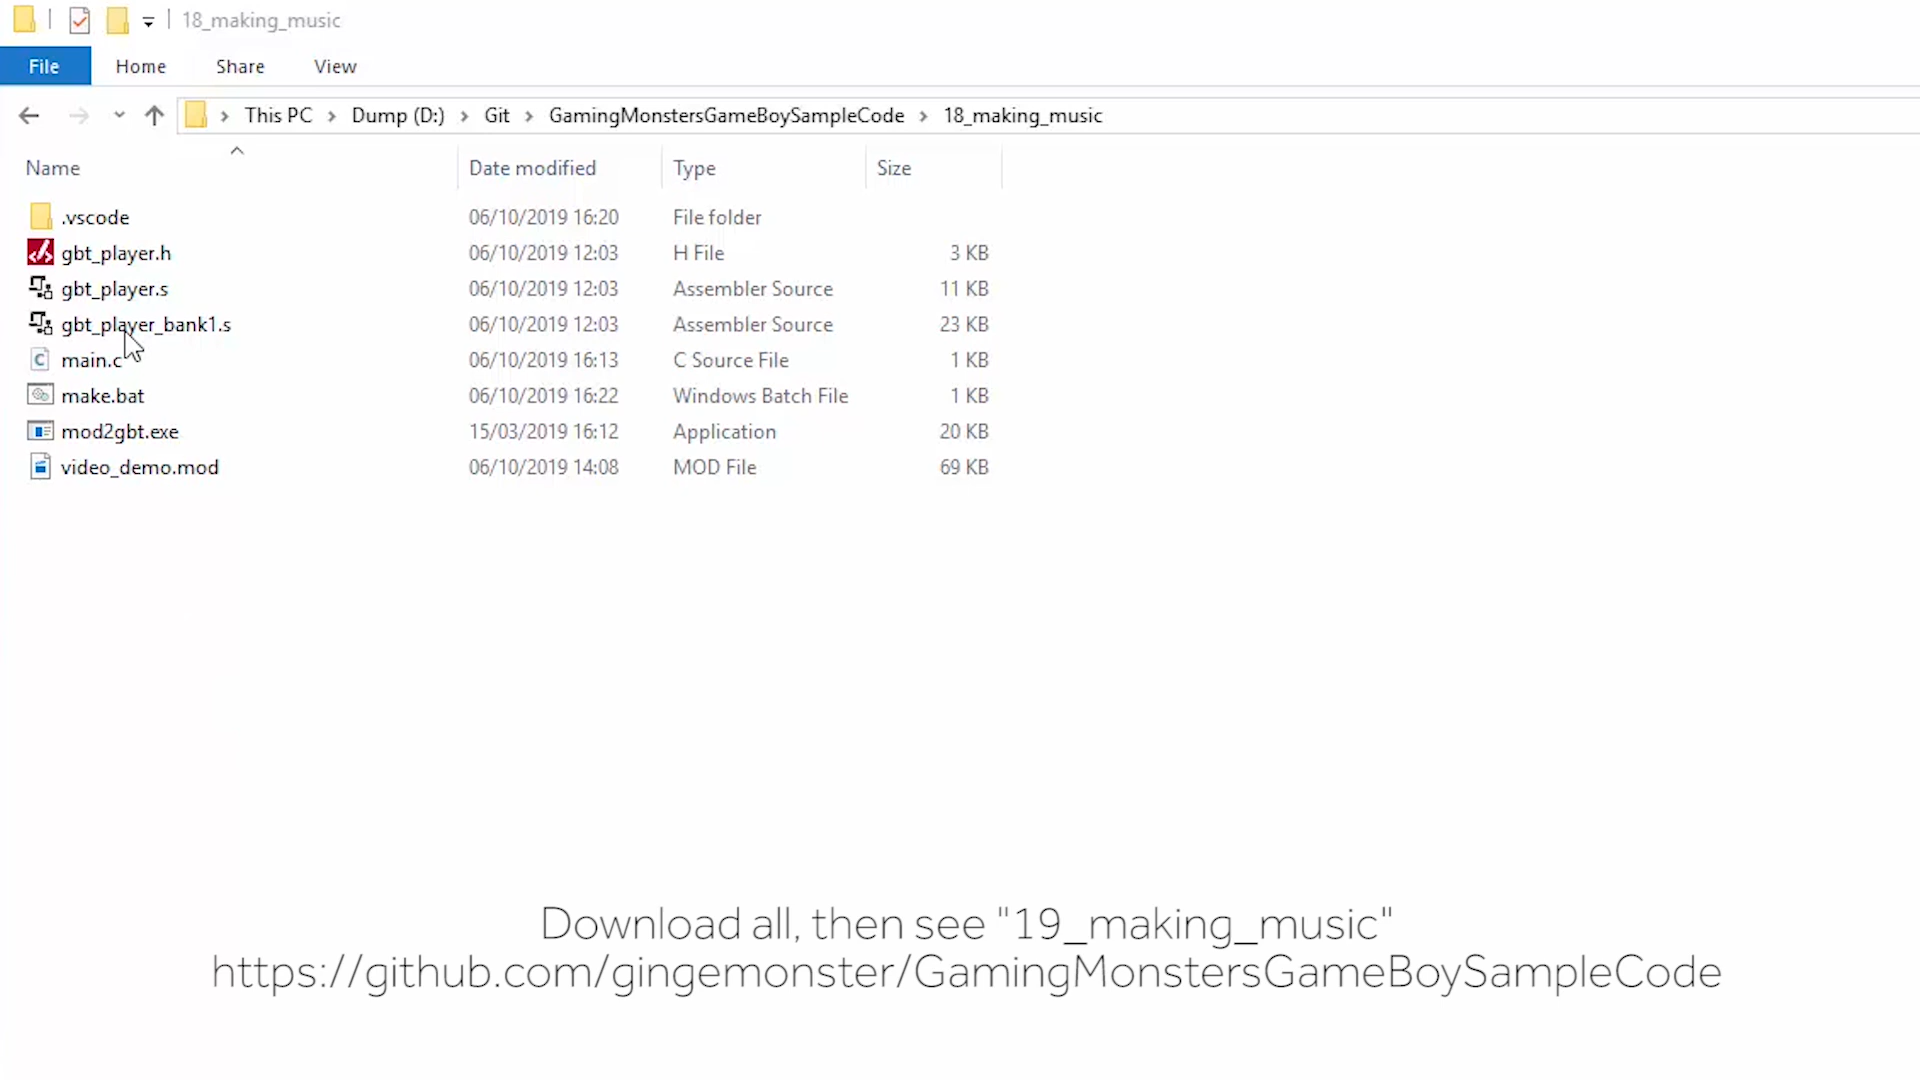 18_making_music
File Home Share View
This PC Dump (D:) Git GamingMonstersGameBoySampleCode 18_making_music
Name Date modified Type Size
.vscode 06/10/2019 16:20 File folder
gbt_player.h 06/10/2019 12:03 H File 3 KB
gbt_player.s 06/10/2019 12:03 Assembler Source 11 KB
gbt_player_bank1.s 06/10/2019 12:03 Assembler Source 23 KB
main.c 06/10/2019 16:13 C Source File 1 KB
make.bat 06/10/2019 16:22 Windows Batch File 1 KB
mod2gbt.exe 15/03/2019 16:12 Application 20 KB
video_demo.mod 06/10/2019 14:08 MOD File 69 KB
Download all, then see "19_making_music"
https://github.com/gingemonster/GamingMonstersGameBoySampleCode